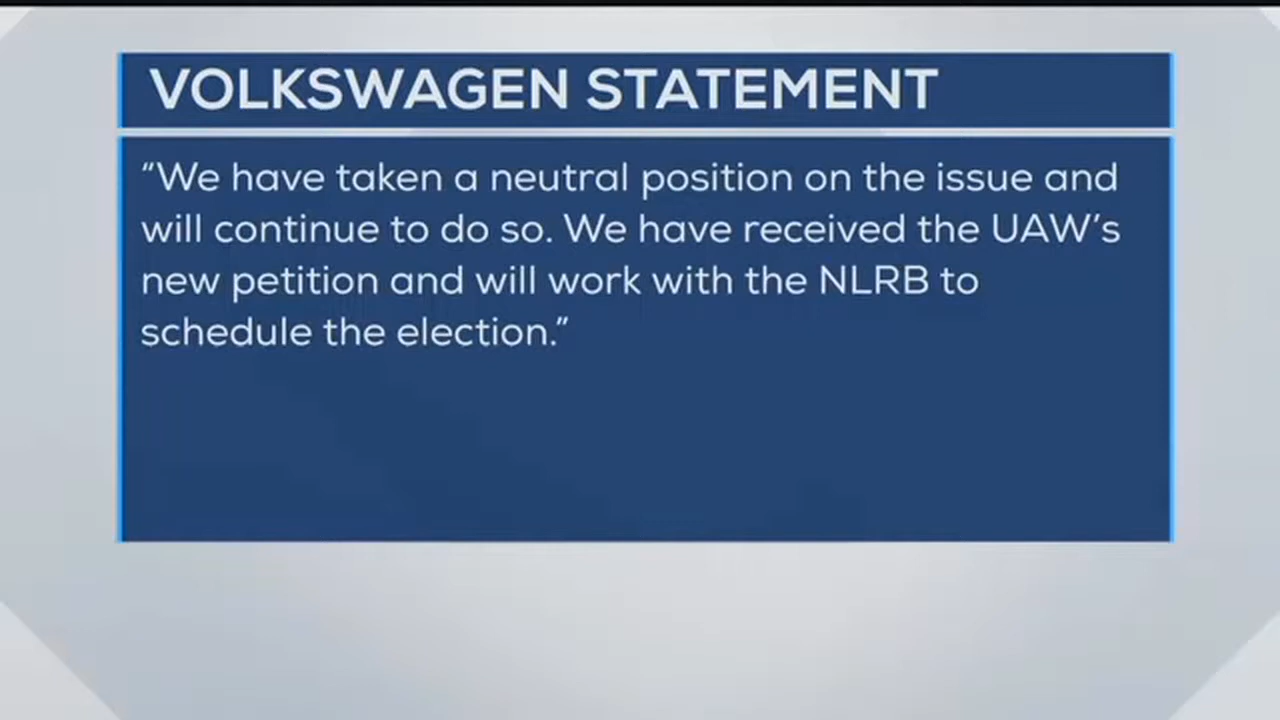 VOLKSWAGEN STATEMENT
“We have taken a neutral position on the issue and
will continue to do so. We have received the UAW’s
new petition and will work with the NLRB to
schedule the election.”